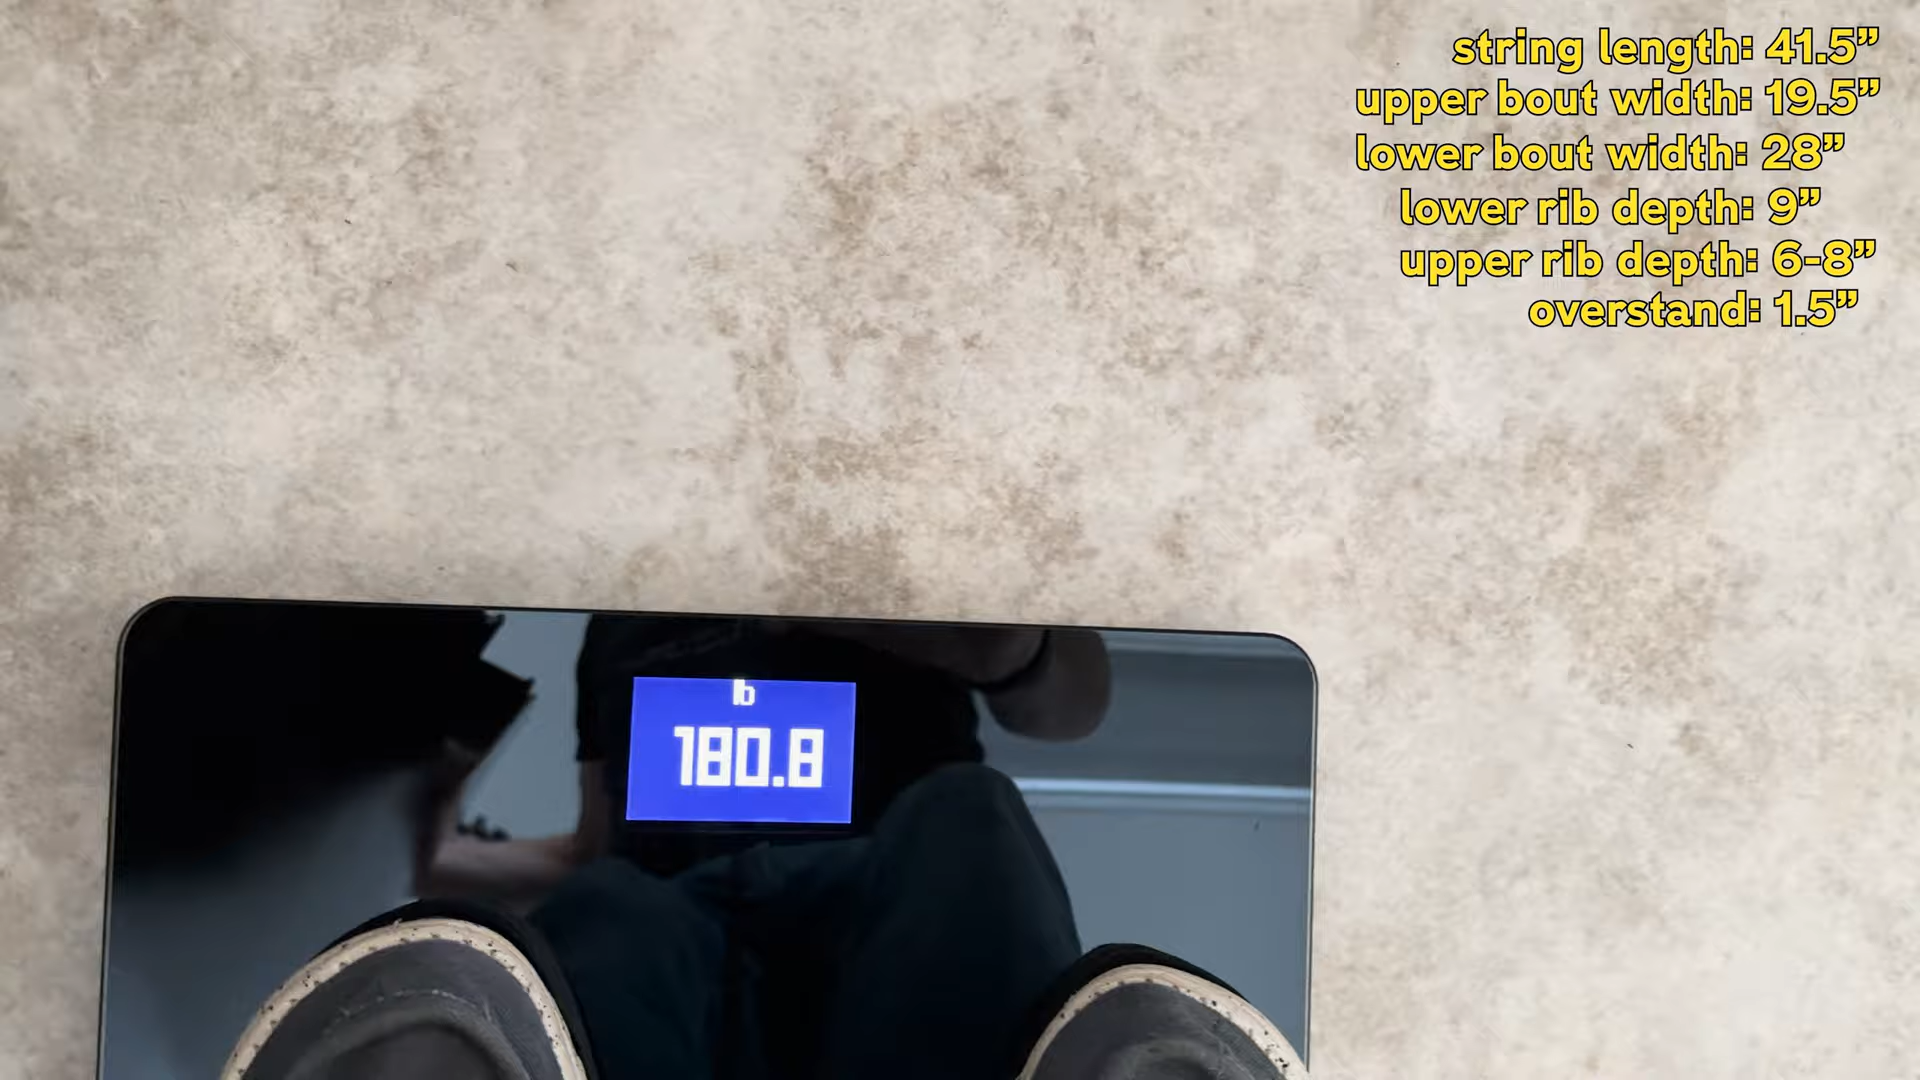 string length: 41.5”
upper bout width: 19.5”
lower bout width: 28”
lower rib depth: 9”
upper rib depth: 6-8”
overstand: 1.5”
lb
180.8